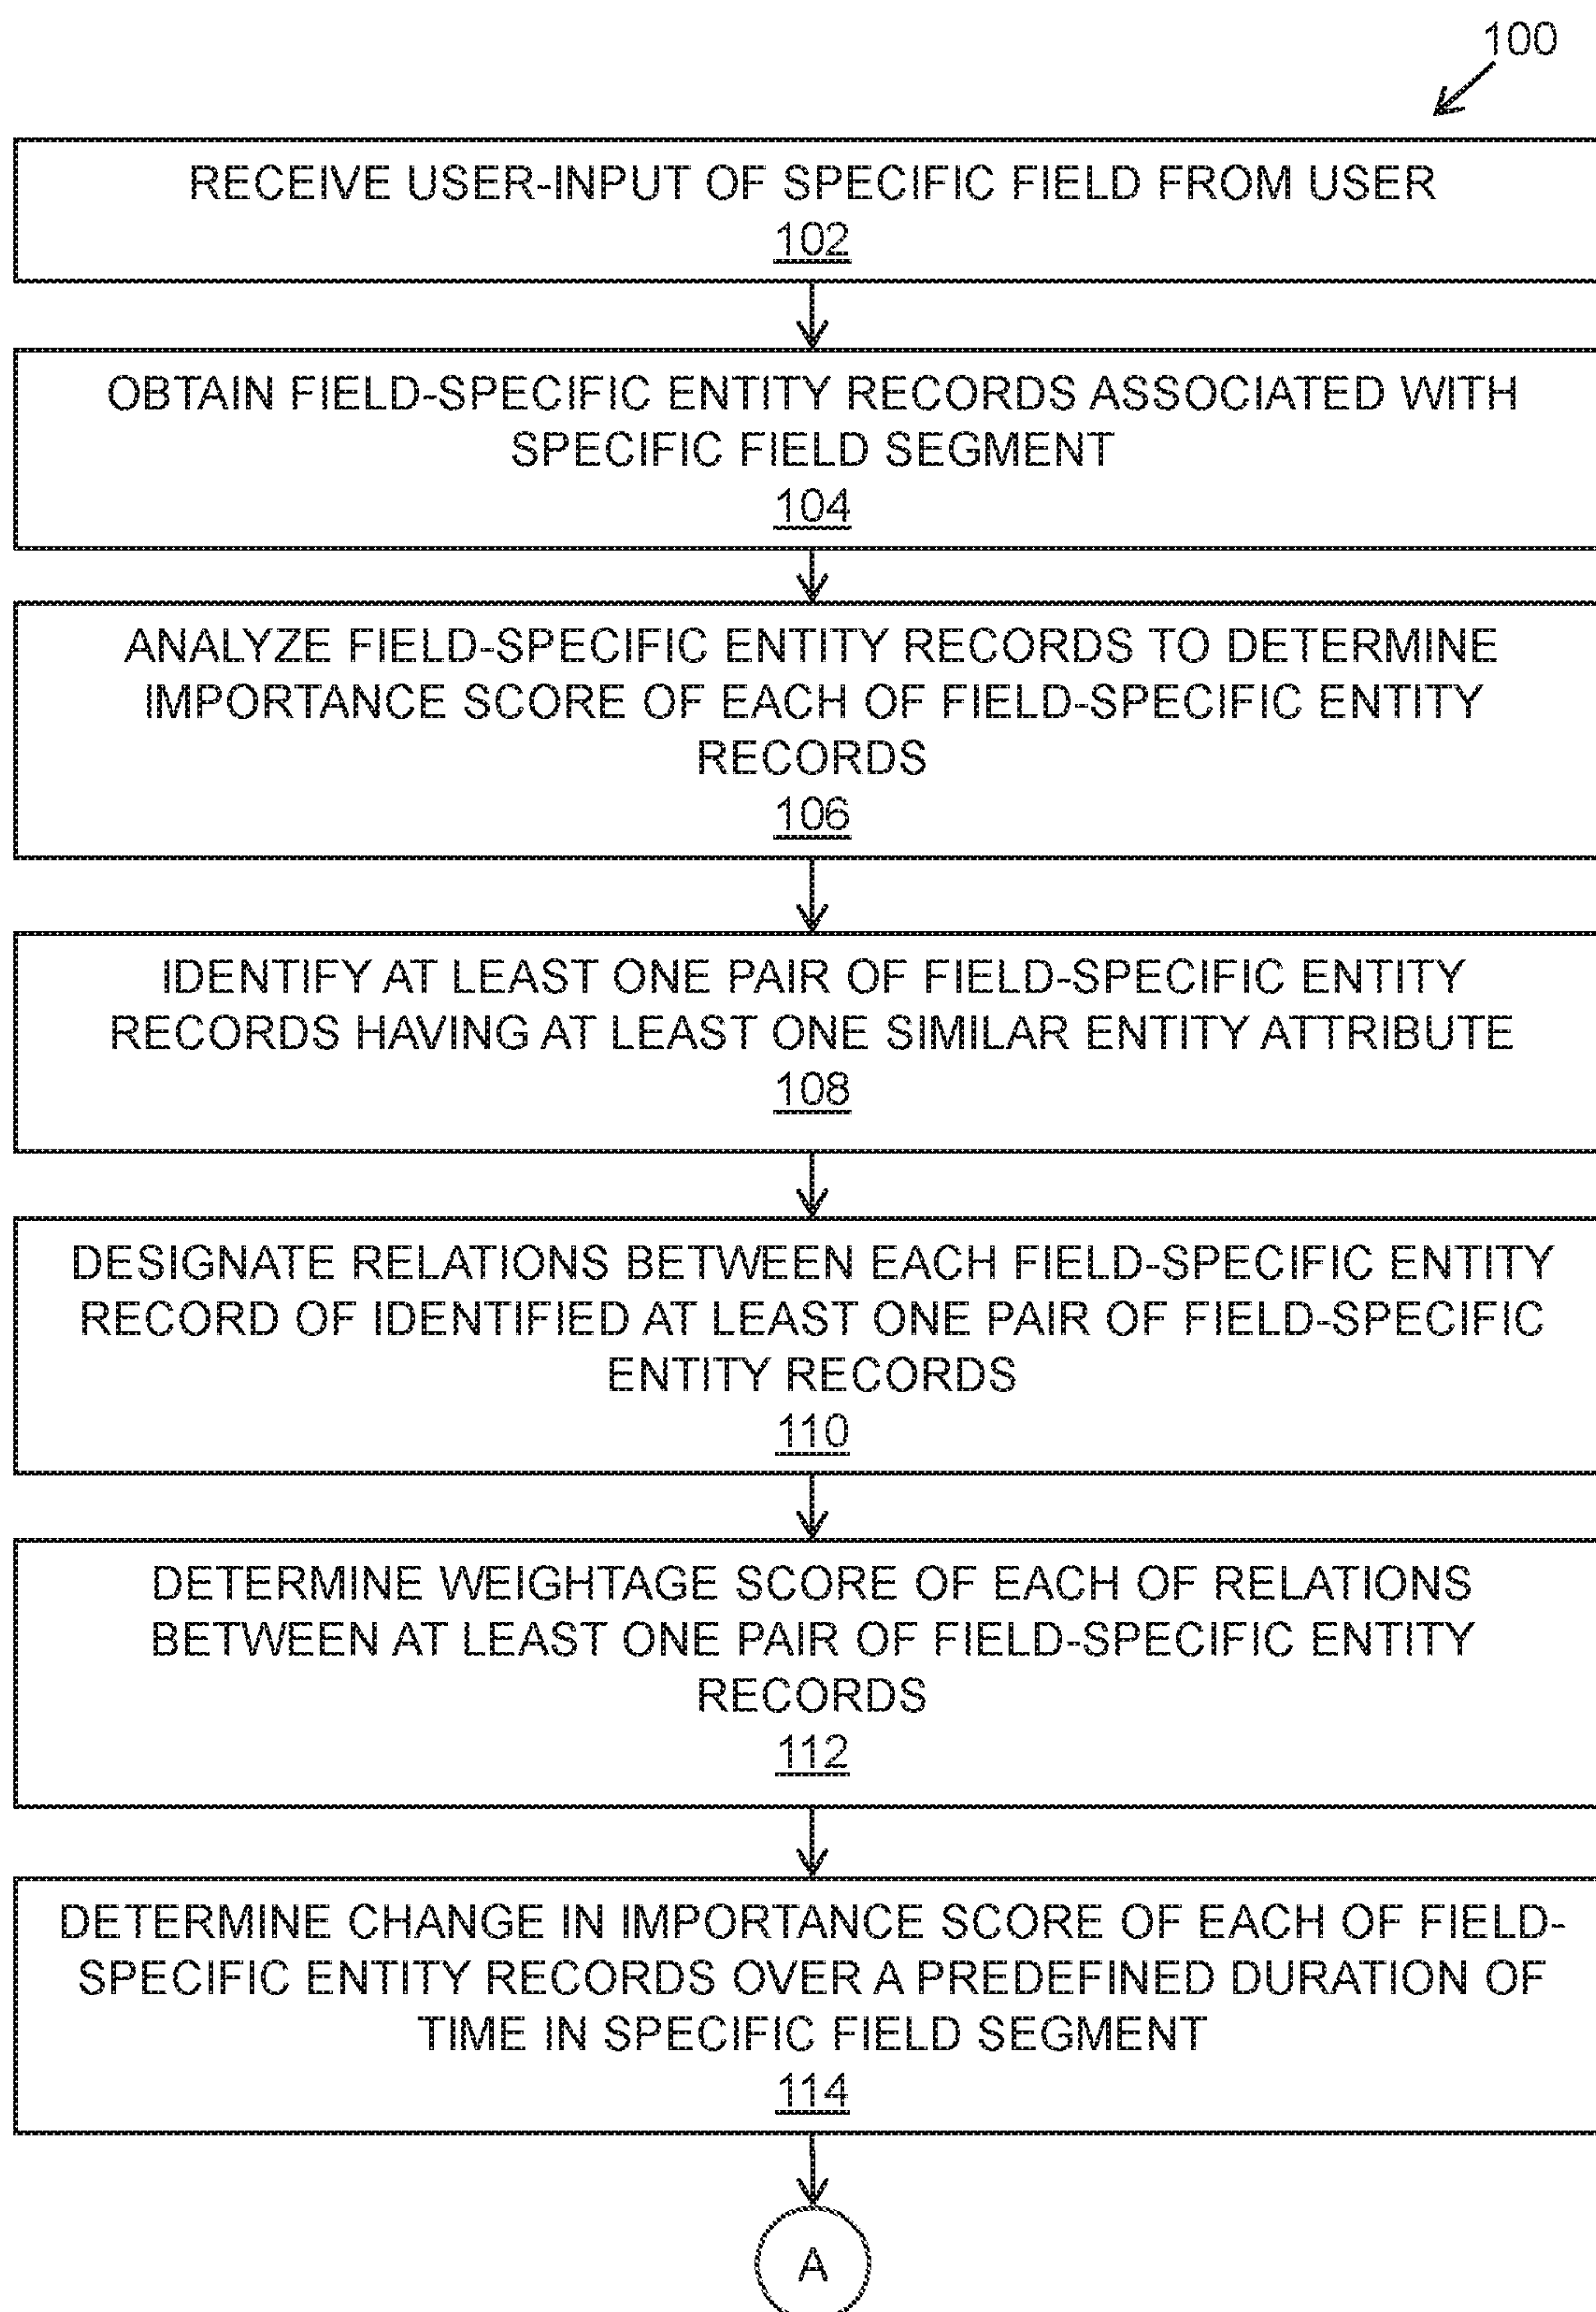 100
RECEIVE USER-INPUT OF SPECIFIC FIELD FROM USER
102
OBTAIN FIELD-SPECIFIC ENTITY RECORDS ASSOCIATED WITH
SPECIFIC FIELD SEGMENT
104
ANALYZE FIELD-SPECIFIC ENTITY RECORDS TO DETERMINE
IMPORTANCE SCORE OF EACH OF FIELD-SPECIFIC ENTITY
RECORDS
106
IDENTIFY AT LEAST ONE PAIR OF FIELD-SPECIFIC ENTITY
RECORDS HAVING AT LEAST ONE SIMILAR ENTITY ATTRIBUTE
108
DESIGNATE RELATIONS BETWEEN EACH FIELD-SPECIFIC ENTITY
RECORD OF IDENTIFIED AT LEAST ONE PAIR OF FIELD-SPECIFIC
ENTITY RECORDS
110
DETERMINE WEIGHTAGE SCORE OF EACH OF RELATIONS
BETWEEN AT LEAST ONE PAIR OF FIELD-SPECIFIC ENTITY
RECORDS
112
DETERMINE CHANGE IN IMPORTANCE SCORE OF EACH OF FIELD-
SPECIFIC ENTITY RECORDS OVER A PREDEFINED DURATION OF
TIME IN SPECIFIC FIELD SEGMENT
114
A